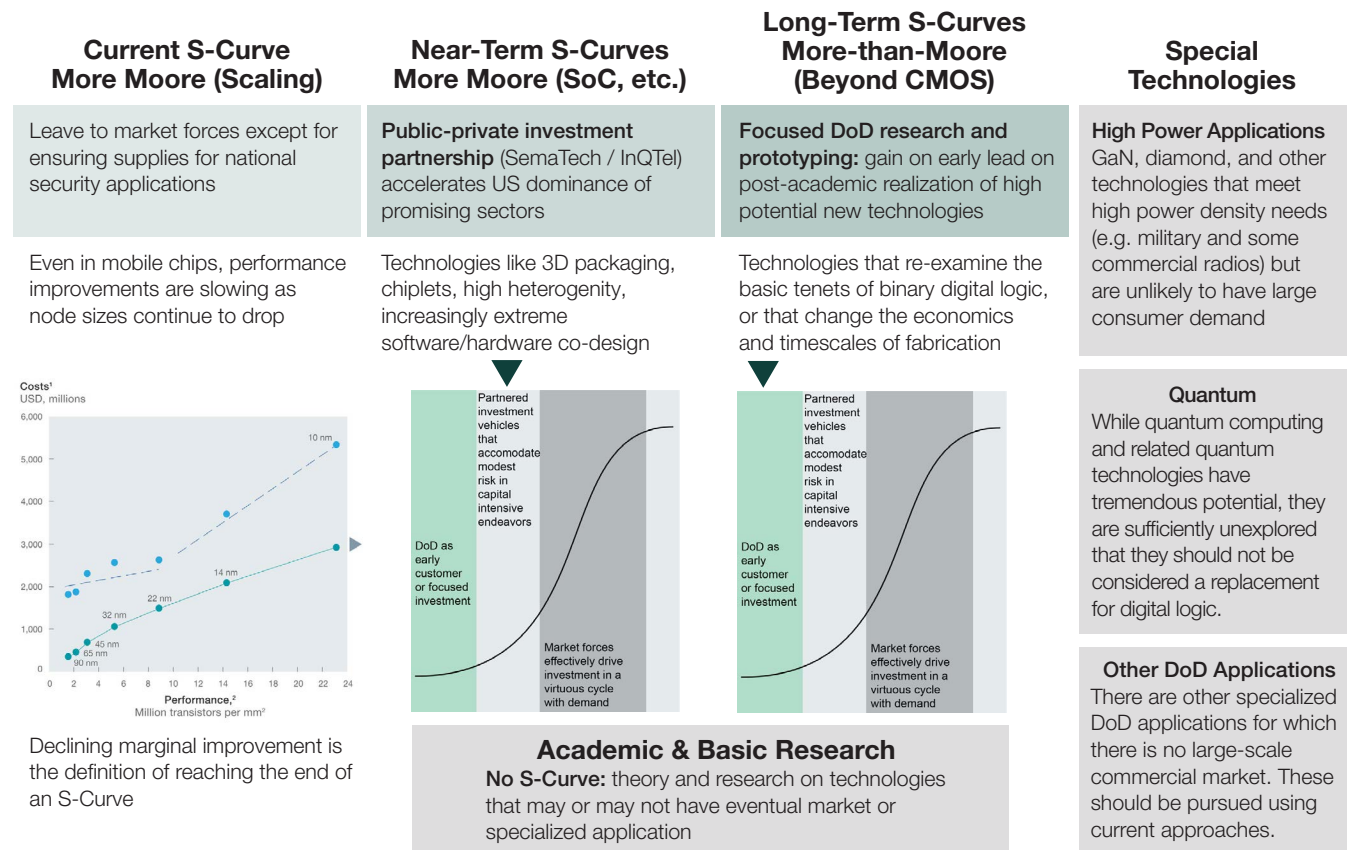 Current S-Curve
More Moore (Scaling)
Leave to market forces except for
ensuring supplies for national
security applications
Even in mobile chips, performance
improvements are slowing as
node sizes continue to drop
Costs¹
USD, millions
6,000
5,000
4,000
3,000
2,000
1,000
0
10 nm
14 nm
22 nm
32 nm
45 nm
65 nm
90 nm
0 2 4 6 8 10 12 14 16 18 20 22 24
Performance,²
Million transistors per mm²
Declining marginal improvement is
the definition of reaching the end of
an S-Curve
Near-Term S-Curves
More Moore (SoC, etc.)
Public-private investment
partnership (SemaTech / InQTel)
accelerates US dominance of
promising sectors
Technologies like 3D packaging,
chiplets, high heterogenity,
increasingly extreme
software/hardware co-design
DoD as
early
customer
or focused
investment
Partnered
investment
vehicles
that
accomodate
modest
risk in
capital
intensive
endeavors
Market forces
effectively drive
investment in a
virtuous cycle
with demand
Long-Term S-Curves
More-than-Moore
(Beyond CMOS)
Focused DoD research and
prototyping: gain on early lead on
post-academic realization of high
potential new technologies
Technologies that re-examine the
basic tenets of binary digital logic,
or that change the economics
and timescales of fabrication
DoD as
early
customer
or focused
investment
Partnered
investment
vehicles
that
accomodate
modest
risk in
capital
intensive
endeavors
Market forces
effectively drive
investment in a
virtuous cycle
with demand
Academic & Basic Research
No S-Curve: theory and research on technologies
that may or may not have eventual market or
specialized application
Special
Technologies
High Power Applications
GaN, diamond, and other
technologies that meet
high power density needs
(e.g. military and some
commercial radios) but
are unlikely to have large
consumer demand
Quantum
While quantum computing
and related quantum
technologies have
tremendous potential, they
are sufficiently unexplored
that they should not be
considered a replacement
for digital logic.
Other DoD Applications
There are other specialized
DoD applications for which
there is no large-scale
commercial market. These
should be pursued using
current approaches.